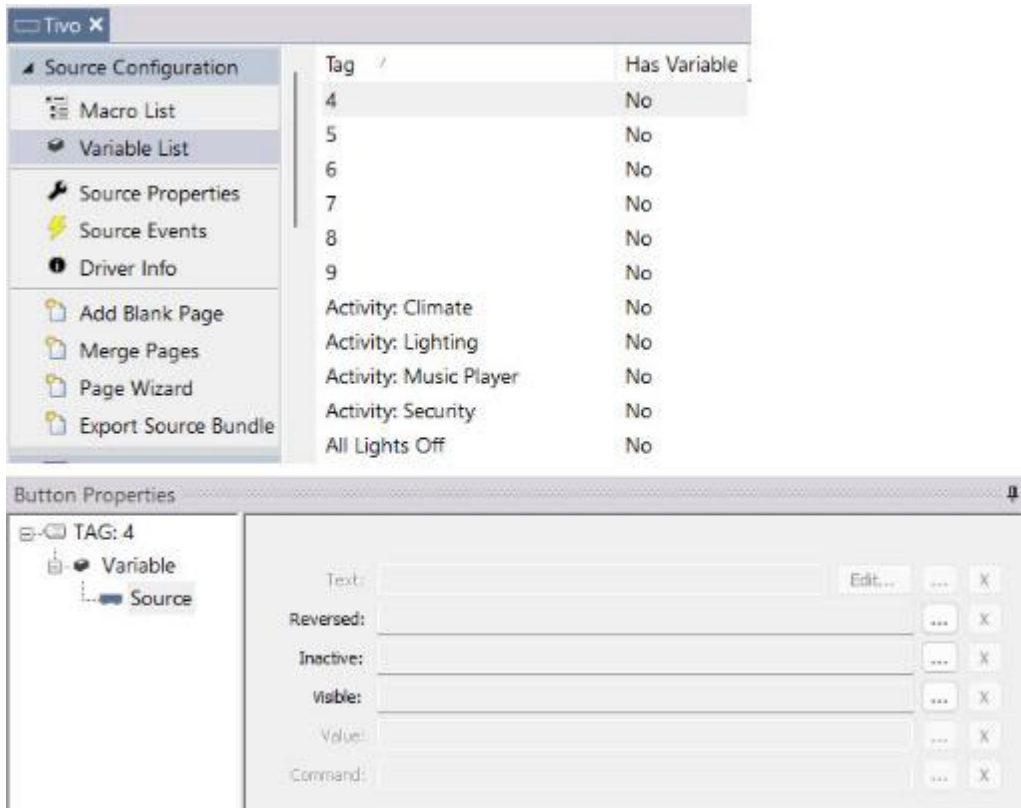 Tivo X
Source Configuration
Macro List
Variable List
Source Properties
Source Events
Driver Info
Add Blank Page
Merge Pages
Page Wizard
Export Source Bundle
Tag Has Variable
4 No
5 No
6 No
7 No
8 No
9 No
Activity: Climate No
Activity: Lighting No
Activity: Music Player No
Activity: Security No
All Lights Off No
Button Properties
TAG: 4
Variable
Source
Text: Edit... ... X
Reversed: ... X
Inactive: ... X
Visible: ... X
Value: ... X
Command: ... X